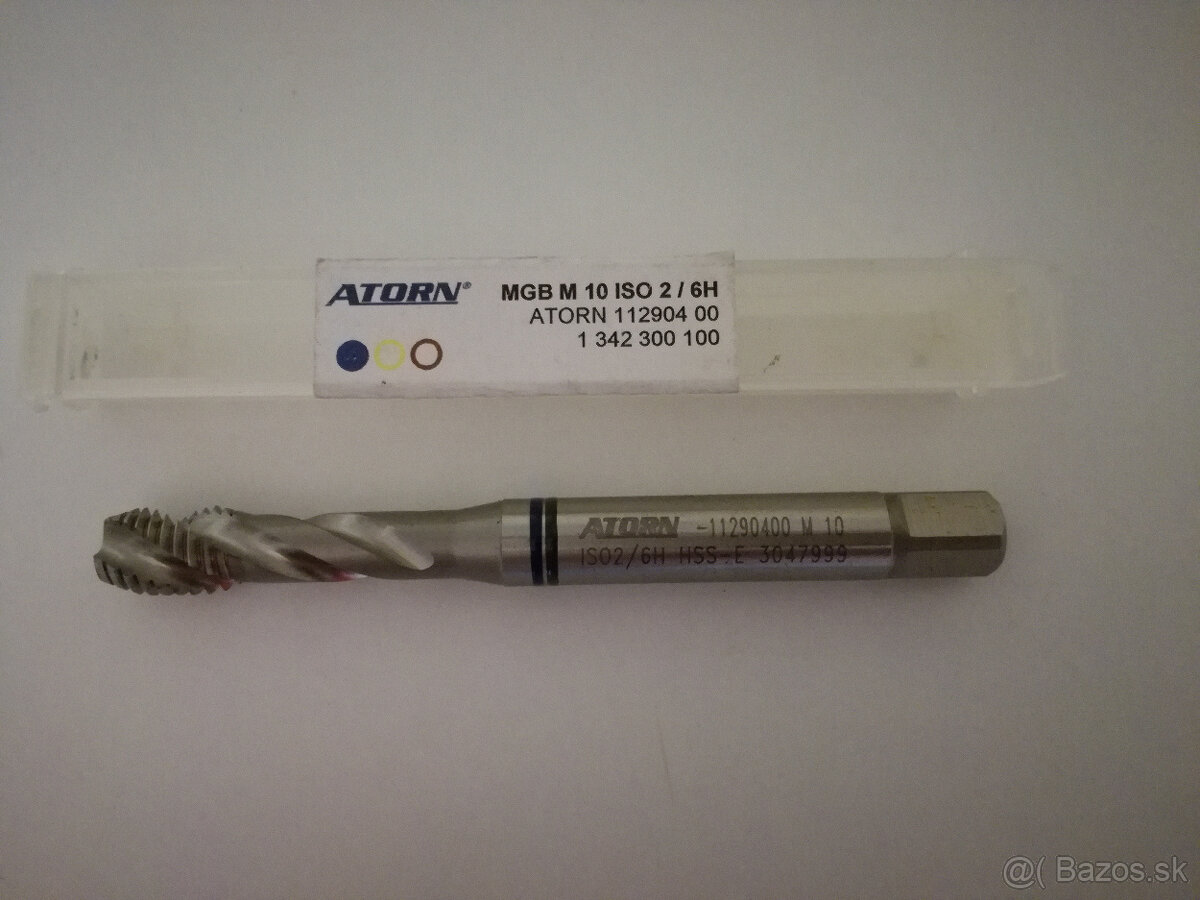 ATORN®
MGB M 10 ISO 2 / 6H
ATORN 112904 00
1 342 300 100
ATORN -11290400 M 10
ISO2/6H HSS-E 3047999
@( Bazos.sk